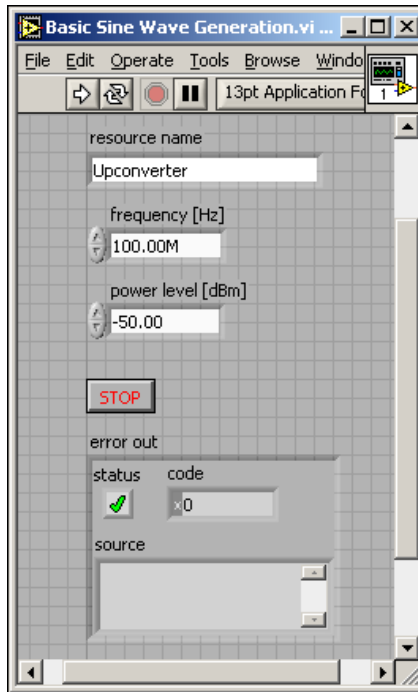 Basic Sine Wave Generation.vi ...
File Edit Operate Tools Browse Windo
13pt Application Fo
1
resource name
Upconverter
frequency [Hz]
100.00M
power level [dBm]
-50.00
STOP
error out
status code
x0
source